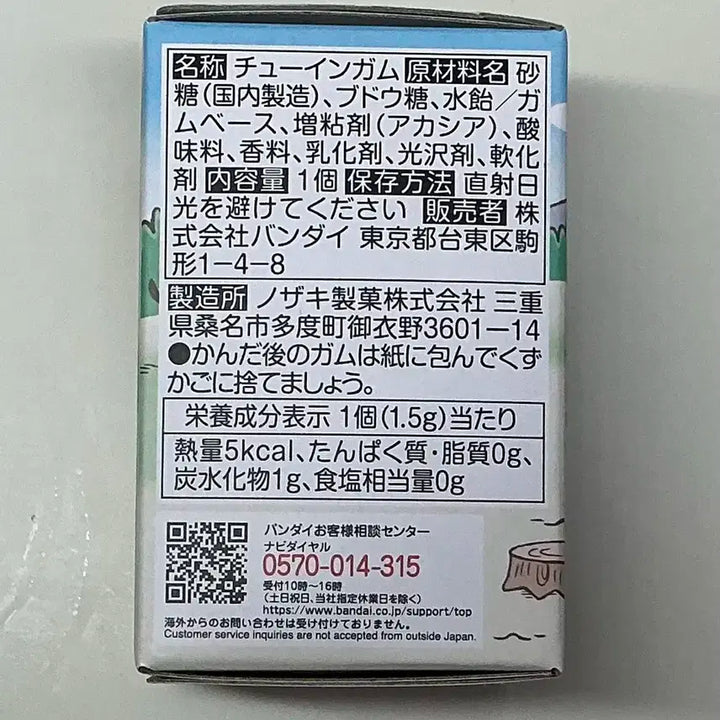 名称 チューインガム 原材料名 砂
糖(国内製造)、ブドウ糖、水飴／ガ
ムベース、増粘剤(アカシア)、酸
味料、香料、乳化剤、光沢剤、軟化
剤 内容量 1個 保存方法 直射日
光を避けてください 販売者 株
式会社バンダイ 東京都台東区駒
形1−4−8
製造所 ノザキ製菓株式会社 三重
県桑名市多度町御衣野3601−14
●かんだ後のガムは紙に包んでくず
かごに捨てましょう。
栄養成分表示 1個(1.5g)当たり
熱量5kcal、たんぱく質・脂質0g、
炭水化物1g、食塩相当量0g
バンダイお客様相談センター
ナビダイヤル
0570-014-315
受付10時〜16時
(土日祝日、当社指定休業日を除く)
https://www.bandai.co.jp/support/top
海外からのお問い合わせは受け付けておりません。
Customer service inquiries are not accepted from outside Japan.